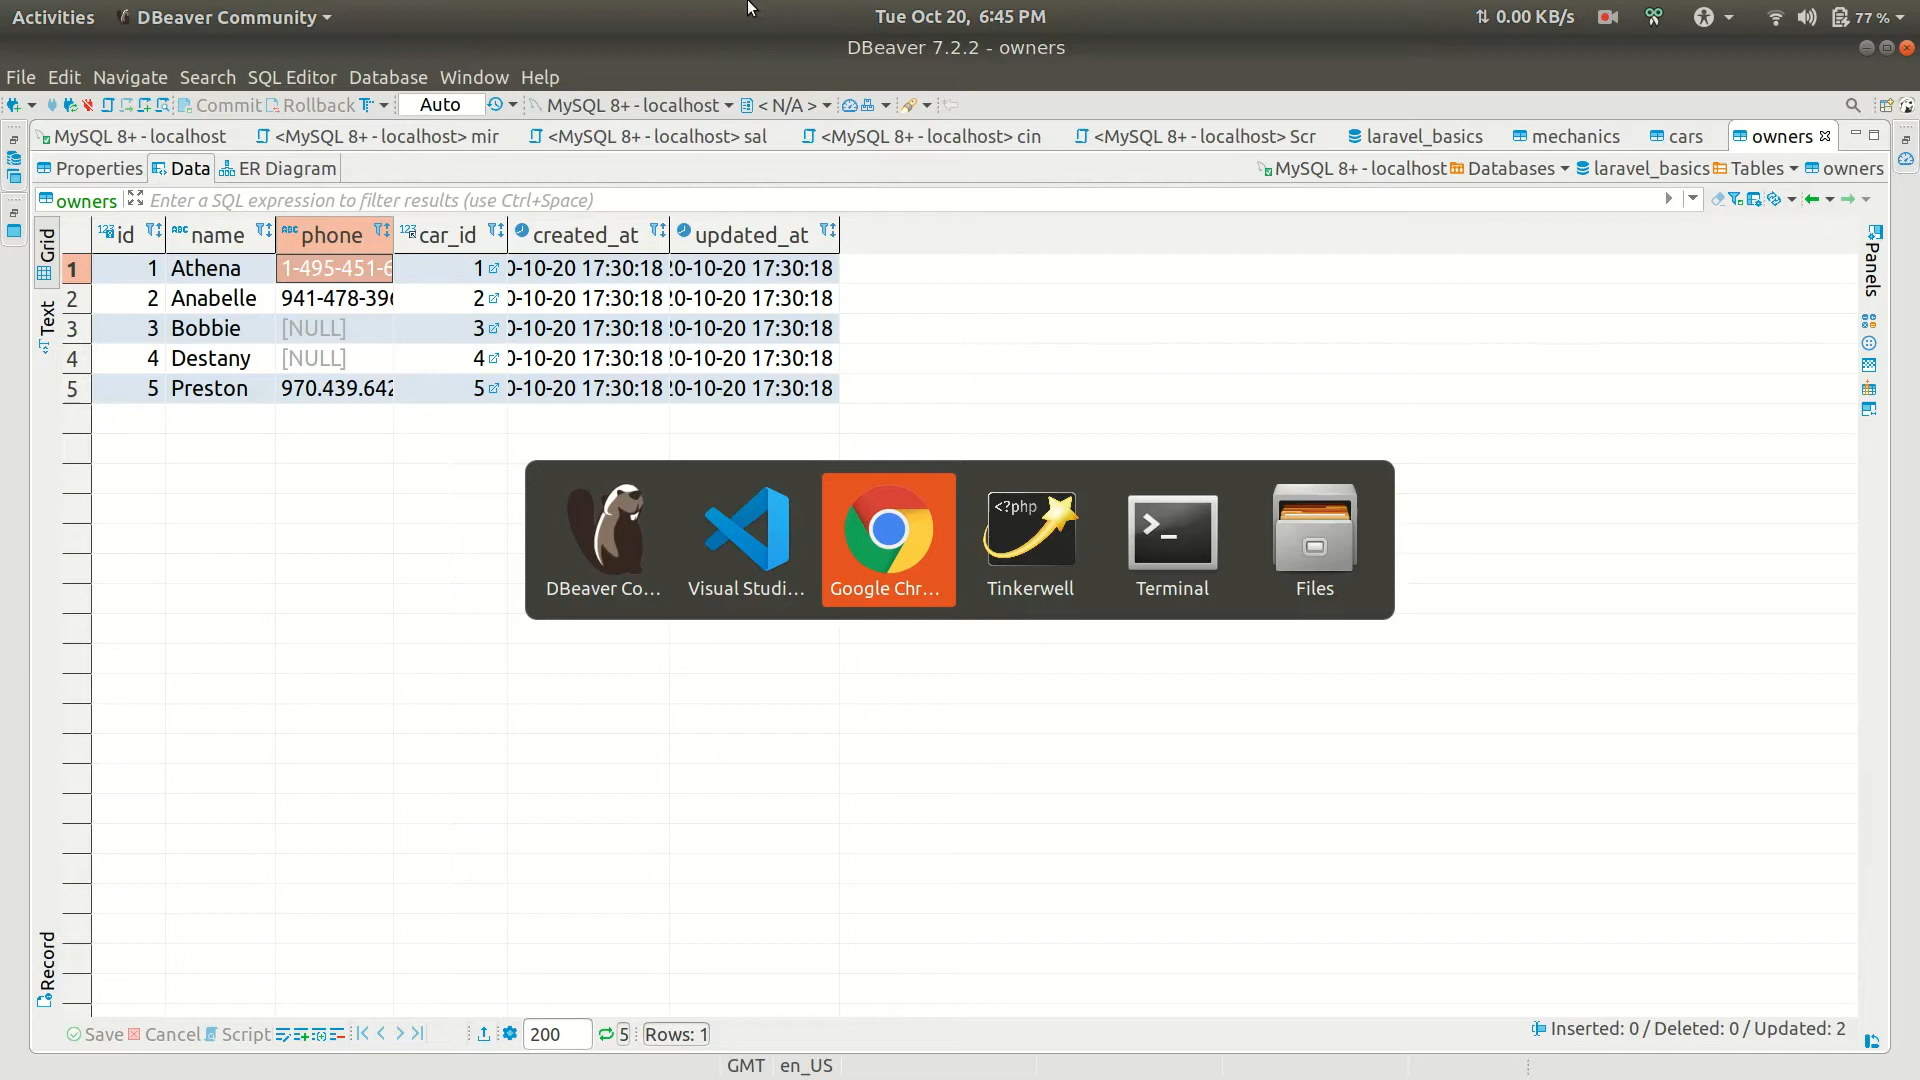 Activities DBeaver Community Tue Oct 20, 6:45 PM 0.00 KB/s 77 %
DBeaver 7.2.2 - owners
File Edit Navigate Search SQL Editor Database Window Help
Commit Rollback Auto MySQL 8+ - localhost < N/A >
MySQL 8+ - localhost <MySQL 8+ - localhost> mir <MySQL 8+ - localhost> sal <MySQL 8+ - localhost> cin <MySQL 8+ - localhost> Scr laravel_basics mechanics cars owners
Properties Data ER Diagram MySQL 8+ - localhost Databases laravel_basics Tables owners
owners Enter a SQL expression to filter results (use Ctrl+Space)
Grid
Text
Record
Panels
123 id ABC name ABC phone 123 car_id created_at updated_at
1 1 Athena 1-495-451-6 1 0-10-20 17:30:18 20-10-20 17:30:18
2 2 Anabelle 941-478-396 2 0-10-20 17:30:18 20-10-20 17:30:18
3 3 Bobbie [NULL] 3 0-10-20 17:30:18 20-10-20 17:30:18
4 4 Destany [NULL] 4 0-10-20 17:30:18 20-10-20 17:30:18
5 5 Preston 970.439.642 5 0-10-20 17:30:18 20-10-20 17:30:18
<?php
DBeaver Co... Visual Studi... Google Chr... Tinkerwell Terminal Files
Save Cancel Script 200 5 Rows: 1 Inserted: 0 / Deleted: 0 / Updated: 2
GMT en_US